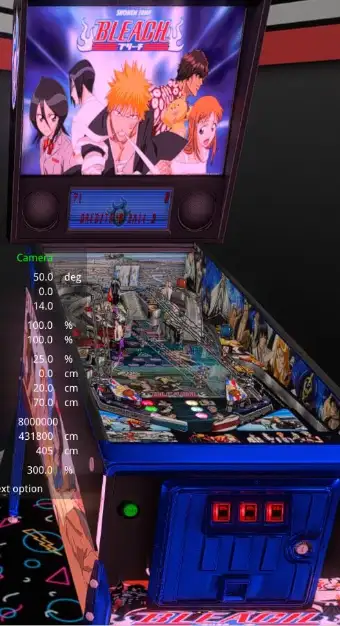 SHONEN JUMP
BLEACH
ブリーチ
Camera
50.0 deg
0.0
14.0
100.0 %
100.0 %
25.0 %
0.0 cm
20.0 cm
70.0 cm
8000000
431800 cm
405 cm
300.0 %
ext option
BLEACH